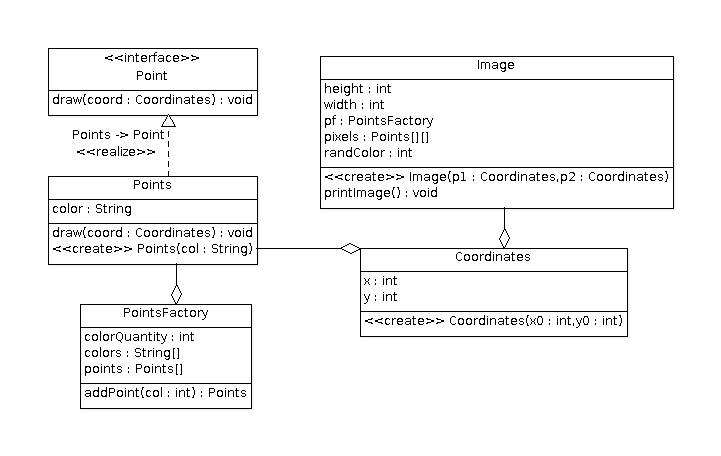 <<interface>>
Point
draw(coord : Coordinates) : void
Points -> Point
<<realize>>
Points
color : String
draw(coord : Coordinates) : void
<<create>> Points(col : String)
PointsFactory
colorQuantity : int
colors : String[]
points : Points[]
addPoint(col : int) : Points
Image
height : int
width : int
pf : PointsFactory
pixels : Points[][]
randColor : int
<<create>> Image(p1 : Coordinates,p2 : Coordinates)
printImage() : void
Coordinates
x : int
y : int
<<create>> Coordinates(x0 : int,y0 : int)